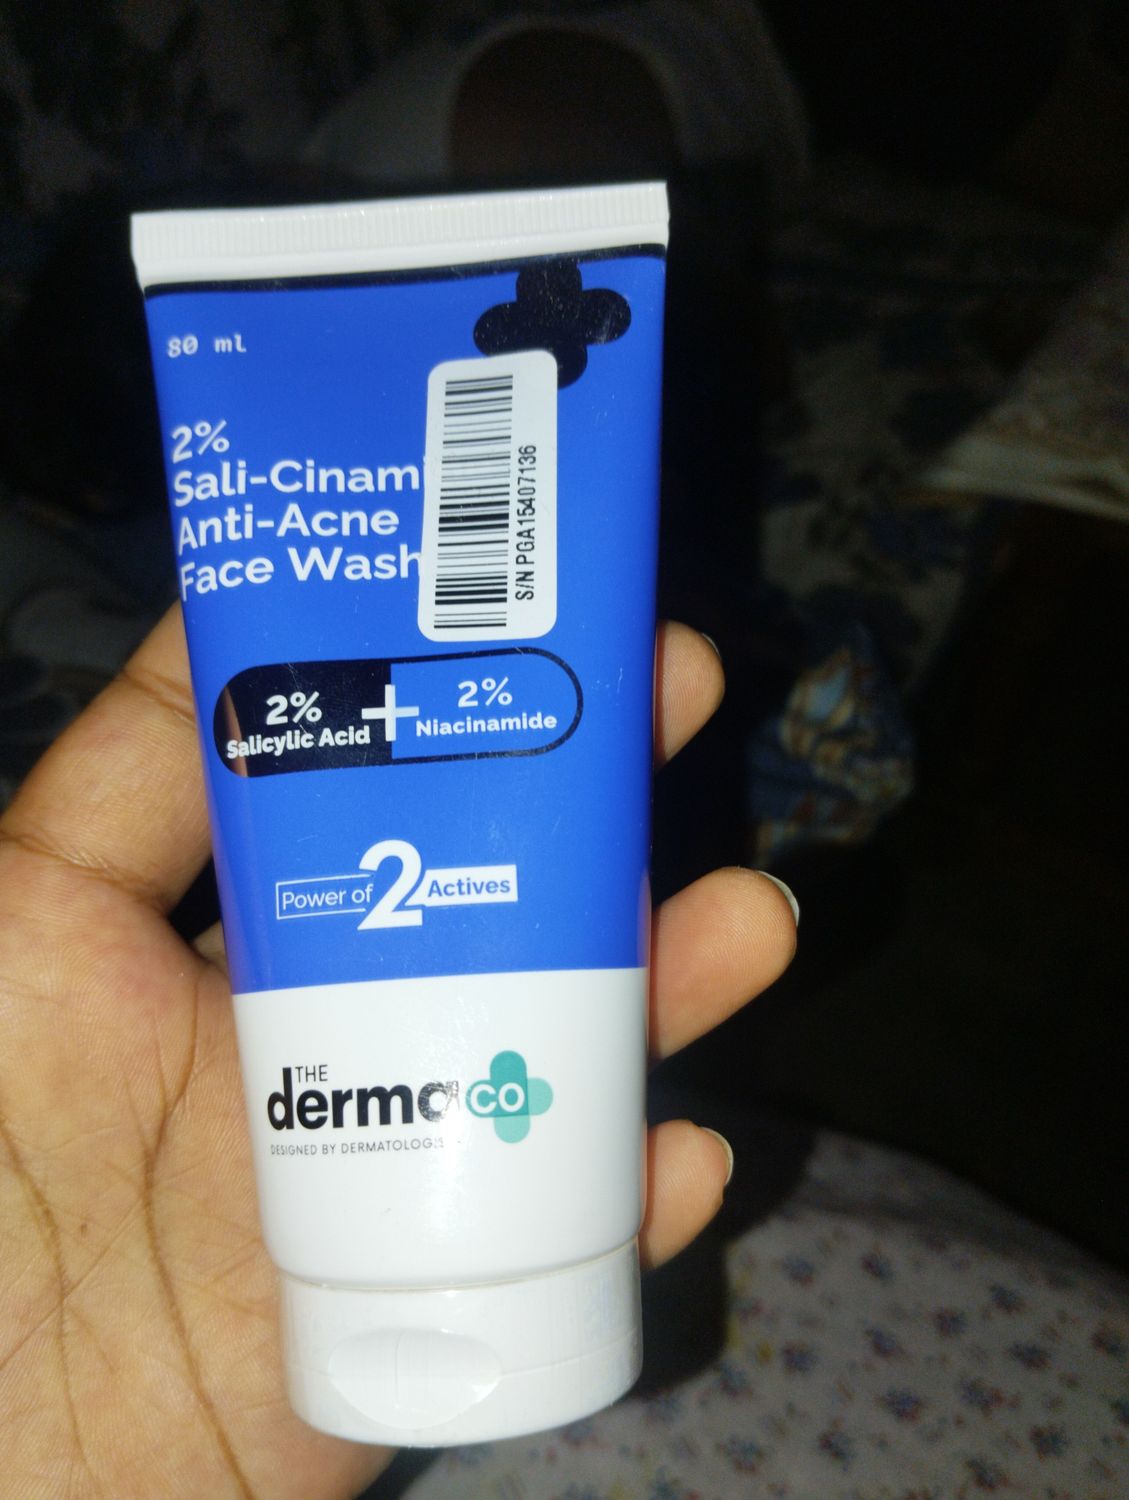 80 ml
2%
Sali-Cinam
Anti-Acne
Face Wash
S/N PGA15407136
2%
Salicylic Acid
+
2%
Niacinamide
Power of 2 Actives
THE
derma co
DESIGNED BY DERMATOLOGI